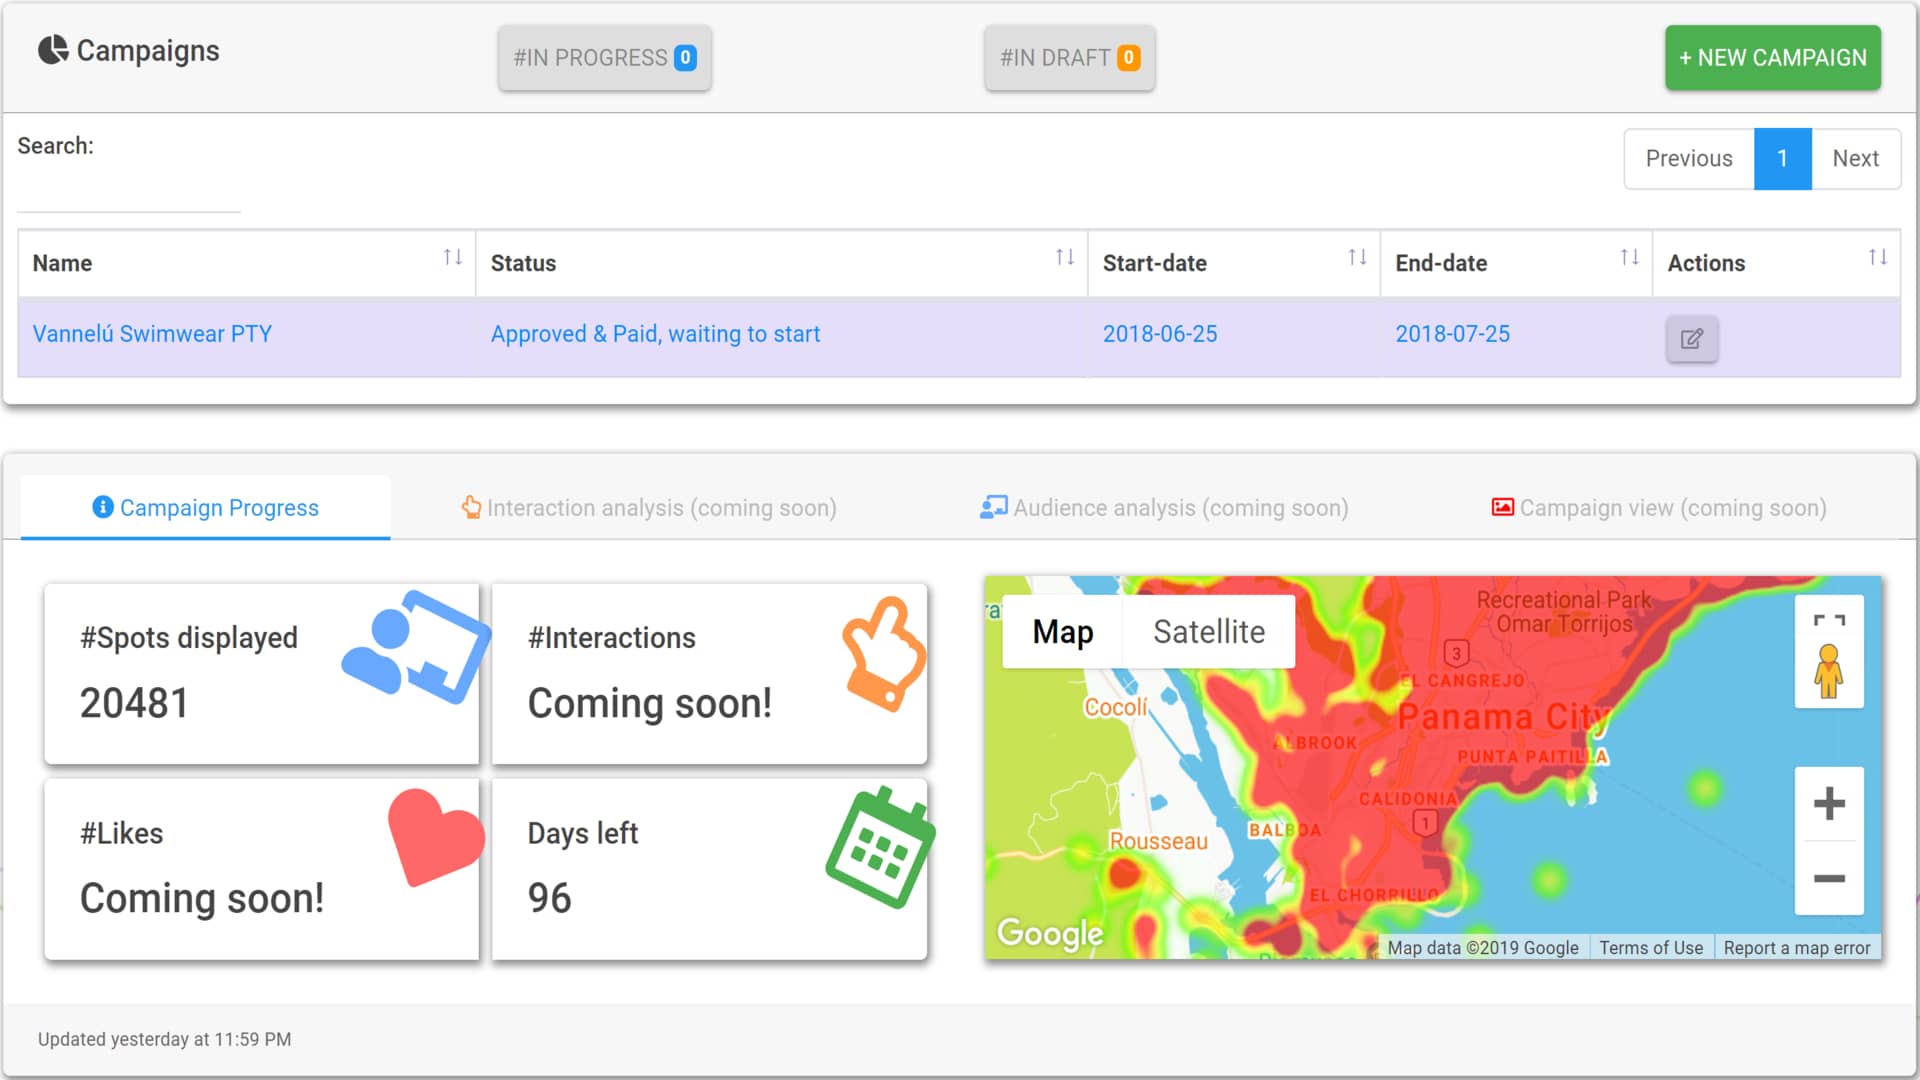 Campaigns
#IN PROGRESS 0
#IN DRAFT 0
+ NEW CAMPAIGN
Search:
Previous 1 Next
Name Status Start-date End-date Actions
Vannelú Swimwear PTY Approved & Paid, waiting to start 2018-06-25 2018-07-25
Campaign Progress
Interaction analysis (coming soon)
Audience analysis (coming soon)
Campaign view (coming soon)
#Spots displayed
20481
#Interactions
Coming soon!
#Likes
Coming soon!
Days left
96
Map Satellite
Recreational Park
Omar Torrijos
3
EL CANGREJO
Cocolí
Panama City
ALBROOK
PUNTA PAITILLA
CALIDONIA
1
BALBOA
Rousseau
EL CHORRILLO
Google
Map data ©2019 Google Terms of Use Report a map error
Updated yesterday at 11:59 PM